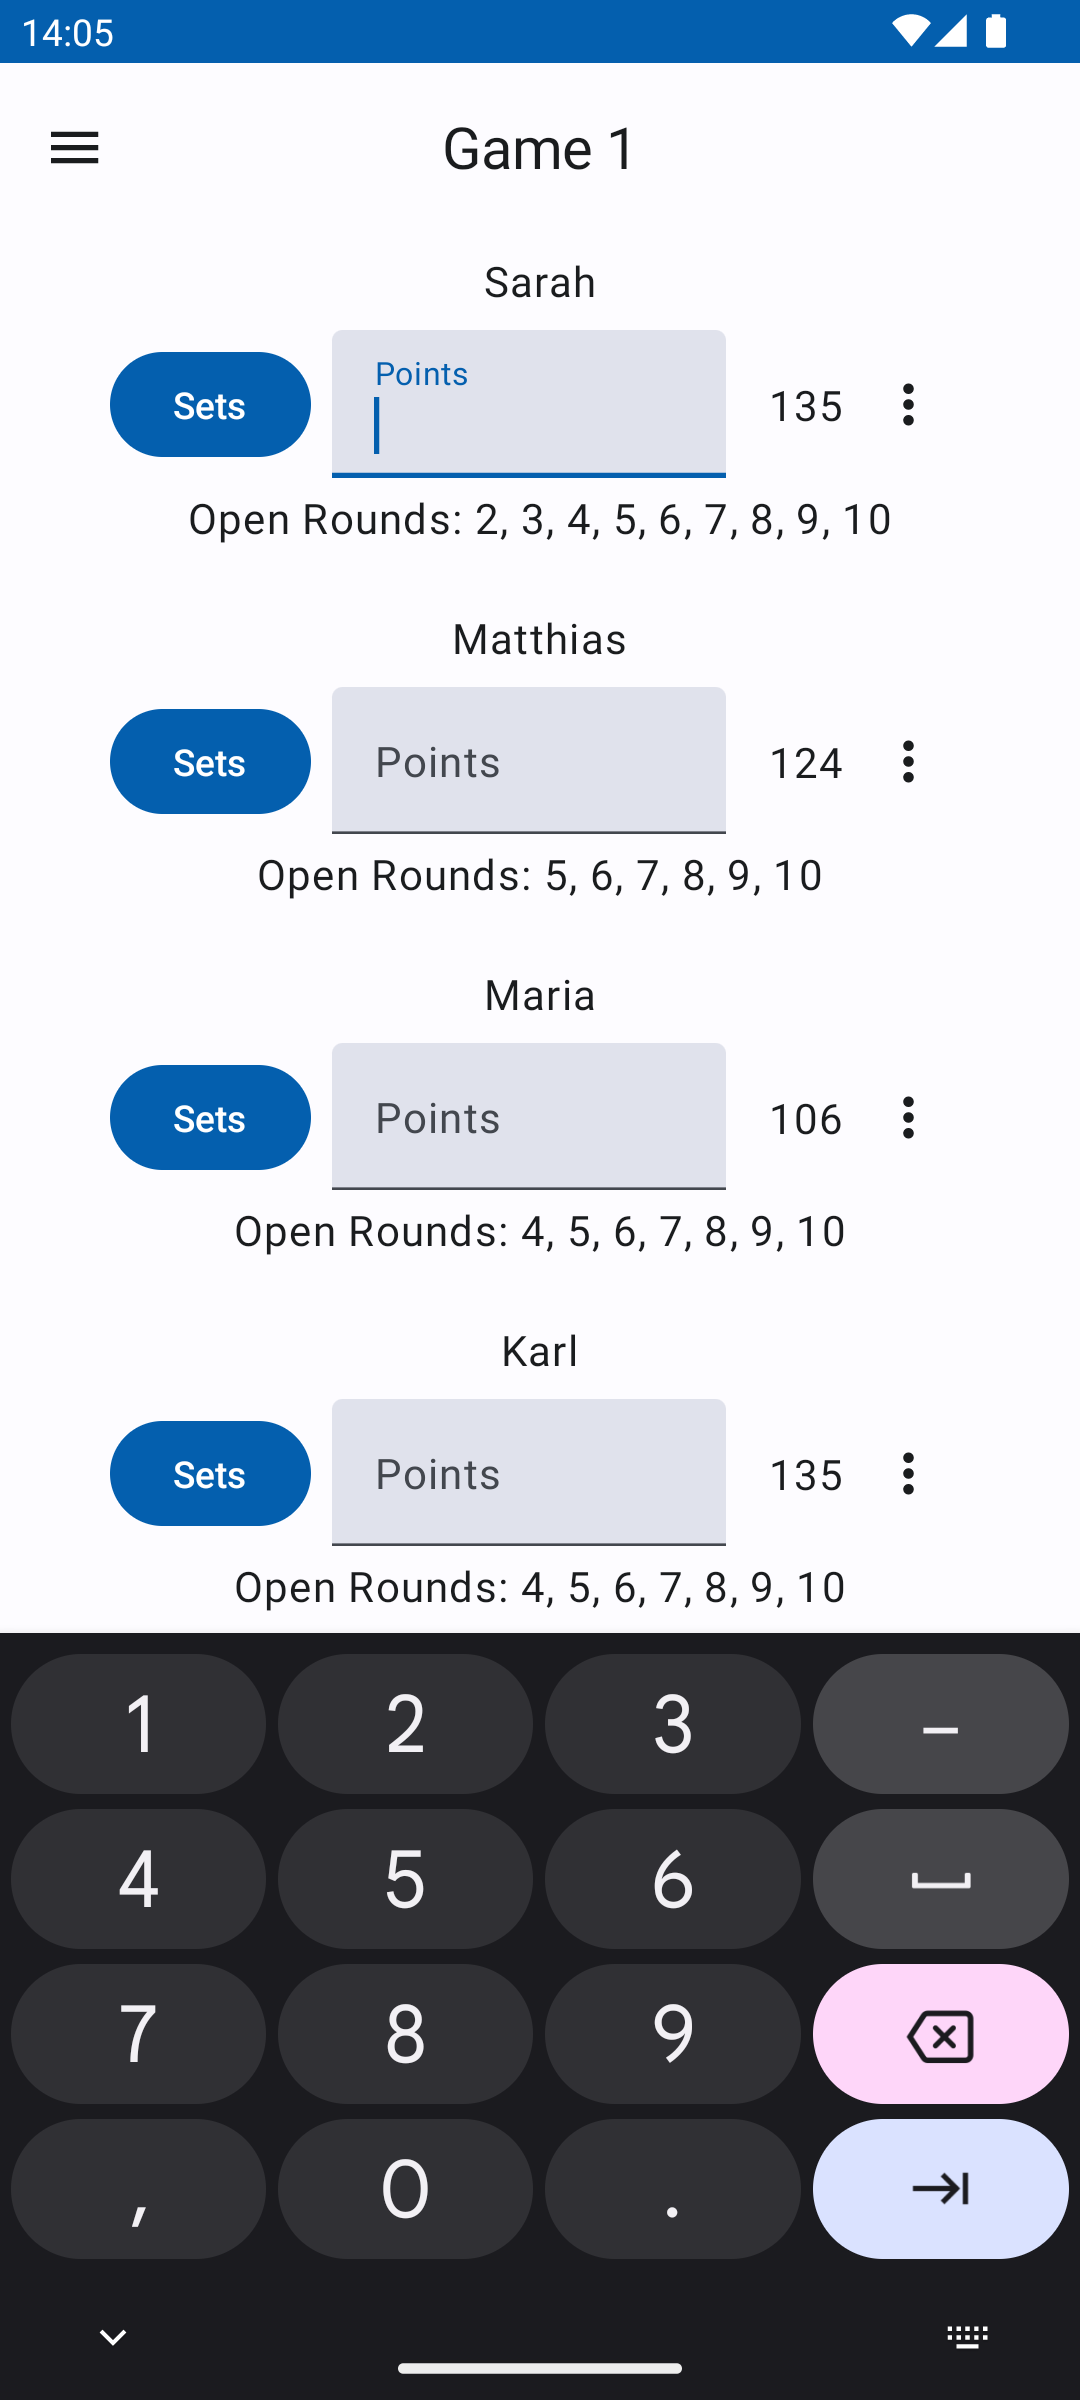 14:05
Game 1
Sarah
Sets
Points
135
Open Rounds: 2, 3, 4, 5, 6, 7, 8, 9, 10
Matthias
Sets
Points
124
Open Rounds: 5, 6, 7, 8, 9, 10
Maria
Sets
Points
106
Open Rounds: 4, 5, 6, 7, 8, 9, 10
Karl
Sets
Points
135
Open Rounds: 4, 5, 6, 7, 8, 9, 10
1 2 3 –
4 5 6
7 8 9
, 0 .